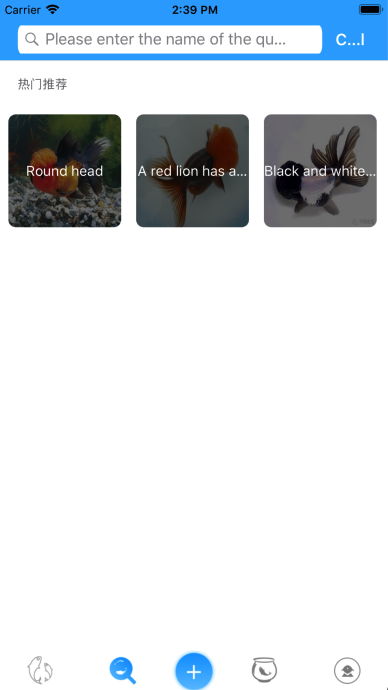 Carrier 2:39 PM
Please enter the name of the qu... C...l
热门推荐
Round head A red lion has a... Black and white...